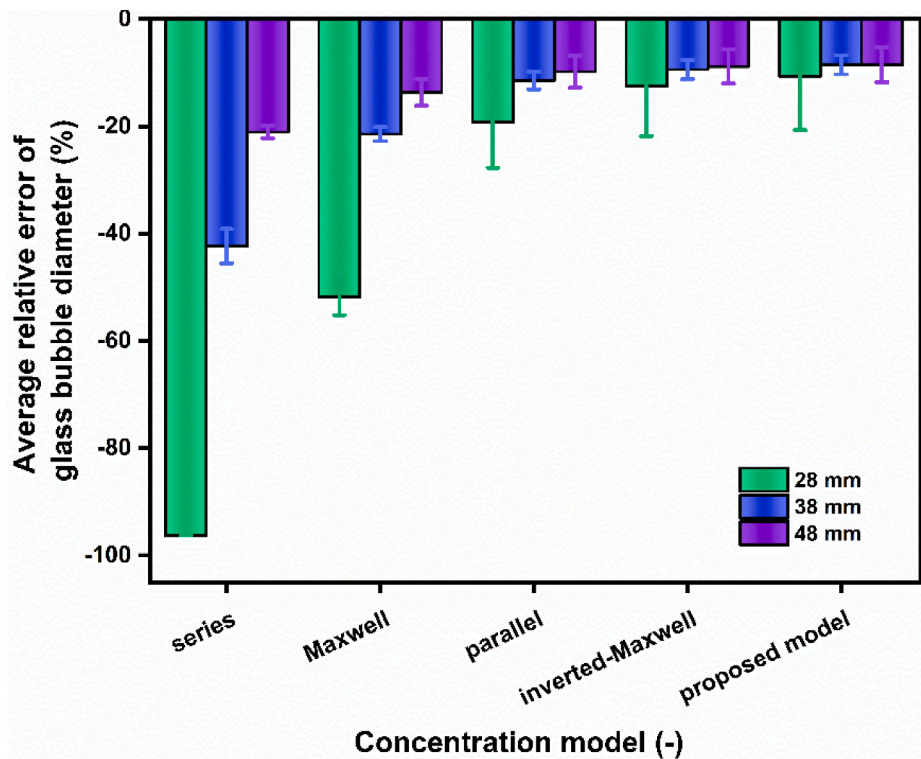 Average relative error of
glass bubble diameter (%)
0
-20
-40
-60
-80
-100
28 mm
38 mm
48 mm
series
Maxwell
parallel
inverted-Maxwell
proposed model
Concentration model (-)